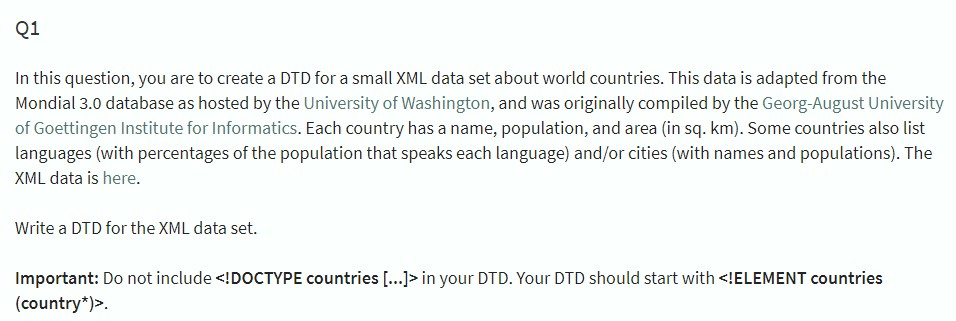 Q1
In this question, you are to create a DTD for a small XML data set about world countries. This data is adapted from the
Mondial 3.0 database as hosted by the University of Washington, and was originally compiled by the Georg-August University
of Goettingen Institute for Informatics. Each country has a name, population, and area (in sq. km). Some countries also list
languages (with percentages of the population that speaks each language) and/or cities (with names and populations). The
XML data is here.
Write a DTD for the XML data set.
Important: Do not include <!DOCTYPE countries [...]> in your DTD. Your DTD should start with <!ELEMENT countries
(country*)>.